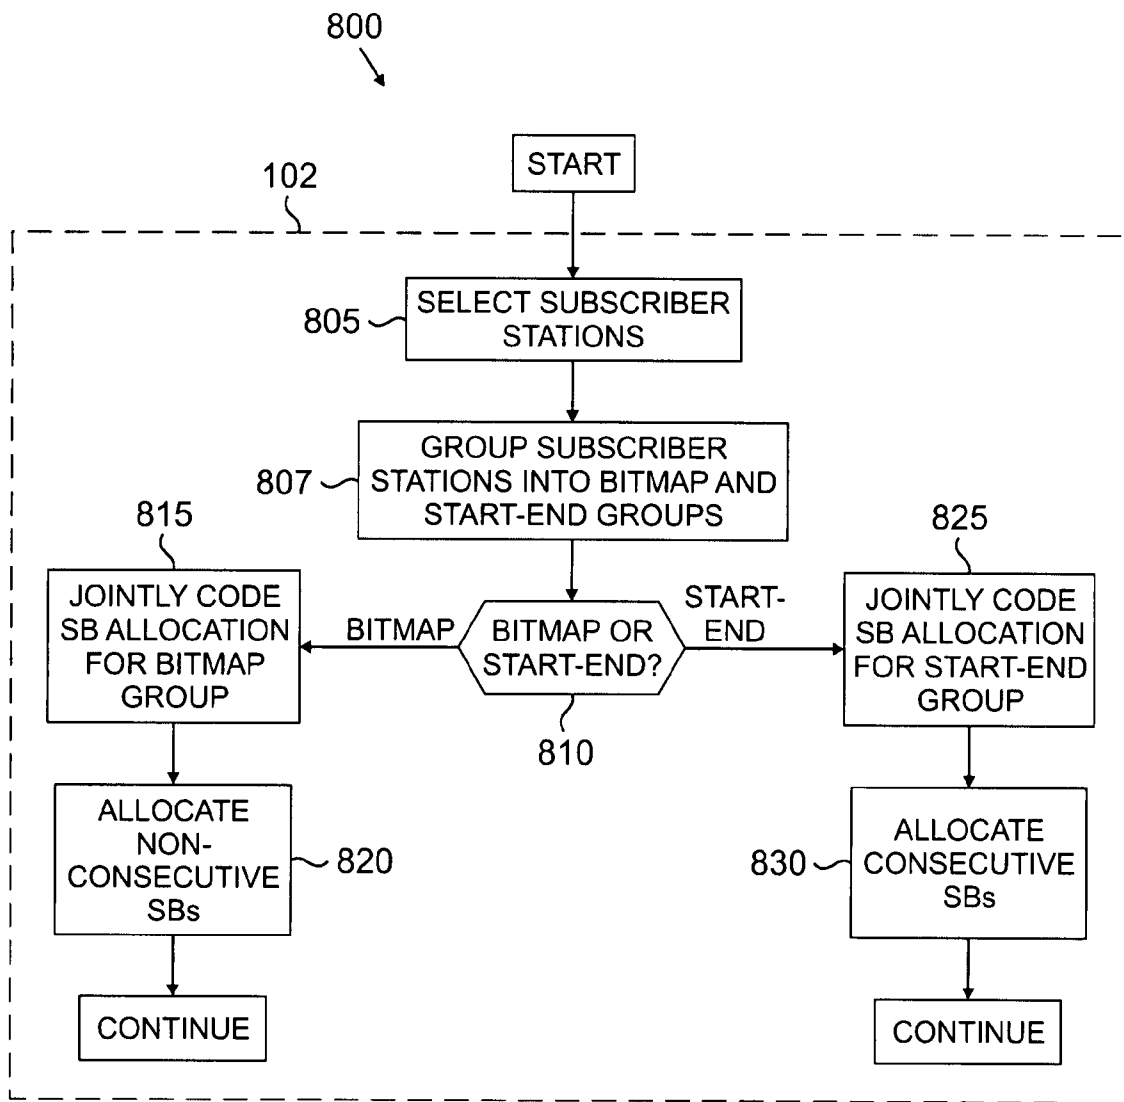 800
START
102
805
SELECT SUBSCRIBER
STATIONS
807
GROUP SUBSCRIBER
STATIONS INTO BITMAP AND
START-END GROUPS
815
825
JOINTLY CODE
SB ALLOCATION
FOR BITMAP
GROUP
BITMAP
BITMAP OR
START-END?
START-
END
JOINTLY CODE
SB ALLOCATION
FOR START-END
GROUP
810
ALLOCATE
NON-
CONSECUTIVE
SBs
820
830
ALLOCATE
CONSECUTIVE
SBs
CONTINUE
CONTINUE